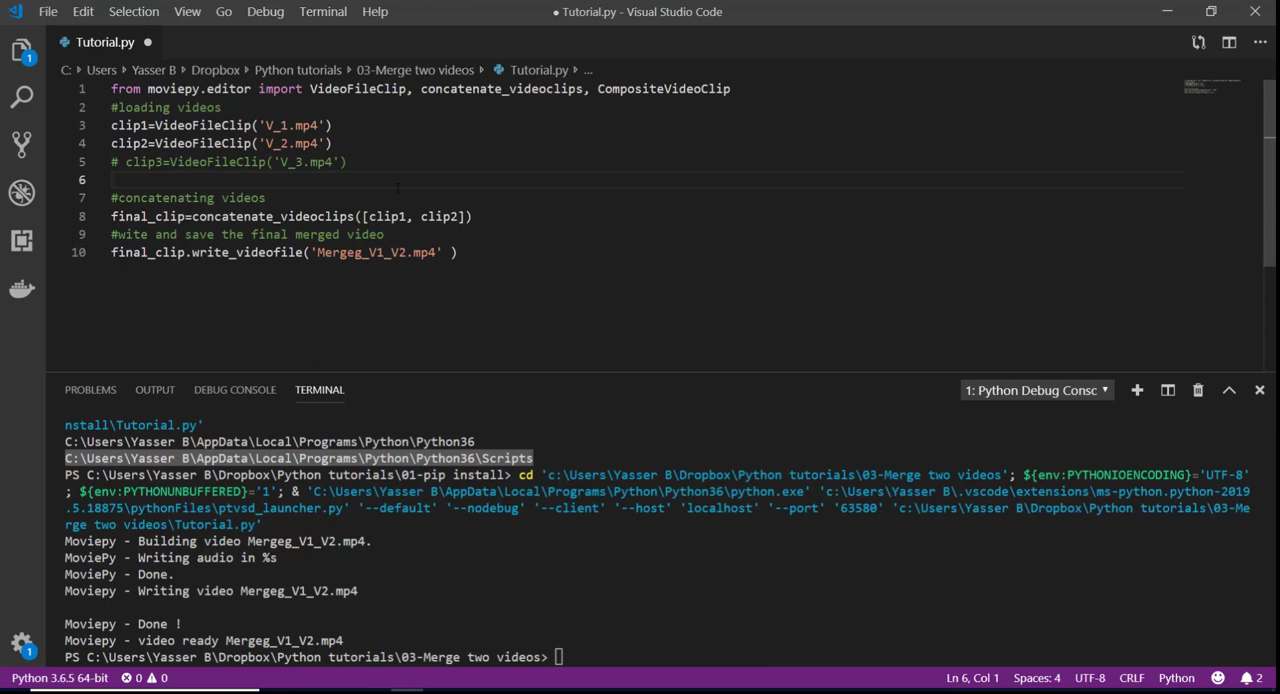 File Edit Selection View Go Debug Terminal Help ● Tutorial.py - Visual Studio Code
Tutorial.py ●
C: ▸ Users ▸ Yasser B ▸ Dropbox ▸ Python tutorials ▸ 03-Merge two videos ▸ Tutorial.py ▸ ...
1 from moviepy.editor import VideoFileClip, concatenate_videoclips, CompositeVideoClip
2 #loading videos
3 clip1=VideoFileClip('V_1.mp4')
4 clip2=VideoFileClip('V_2.mp4')
5 # clip3=VideoFileClip('V_3.mp4')
6
7 #concatenating videos
8 final_clip=concatenate_videoclips([clip1, clip2])
9 #wite and save the final merged video
10 final_clip.write_videofile('Mergeg_V1_V2.mp4' )
PROBLEMS OUTPUT DEBUG CONSOLE TERMINAL 1: Python Debug Consc
nstall\Tutorial.py'
C:\Users\Yasser B\AppData\Local\Programs\Python\Python36
C:\Users\Yasser B\AppData\Local\Programs\Python\Python36\Scripts
PS C:\Users\Yasser B\Dropbox\Python tutorials\01-pip install> cd 'c:\Users\Yasser B\Dropbox\Python tutorials\03-Merge two videos'; ${env:PYTHONIOENCODING}='UTF-8'
; ${env:PYTHONUNBUFFERED}='1'; & 'C:\Users\Yasser B\AppData\Local\Programs\Python\Python36\python.exe' 'c:\Users\Yasser B\.vscode\extensions\ms-python.python-2019
.5.18875\pythonFiles\ptvsd_launcher.py' '--default' '--nodebug' '--client' '--host' 'localhost' '--port' '63580' 'c:\Users\Yasser B\Dropbox\Python tutorials\03-Me
rge two videos\Tutorial.py'
Moviepy - Building video Mergeg_V1_V2.mp4.
MoviePy - Writing audio in %s
MoviePy - Done.
Moviepy - Writing video Mergeg_V1_V2.mp4
Moviepy - Done !
Moviepy - video ready Mergeg_V1_V2.mp4
PS C:\Users\Yasser B\Dropbox\Python tutorials\03-Merge two videos>
Python 3.6.5 64-bit 0 0 Ln 6, Col 1 Spaces: 4 UTF-8 CRLF Python 2
1
1